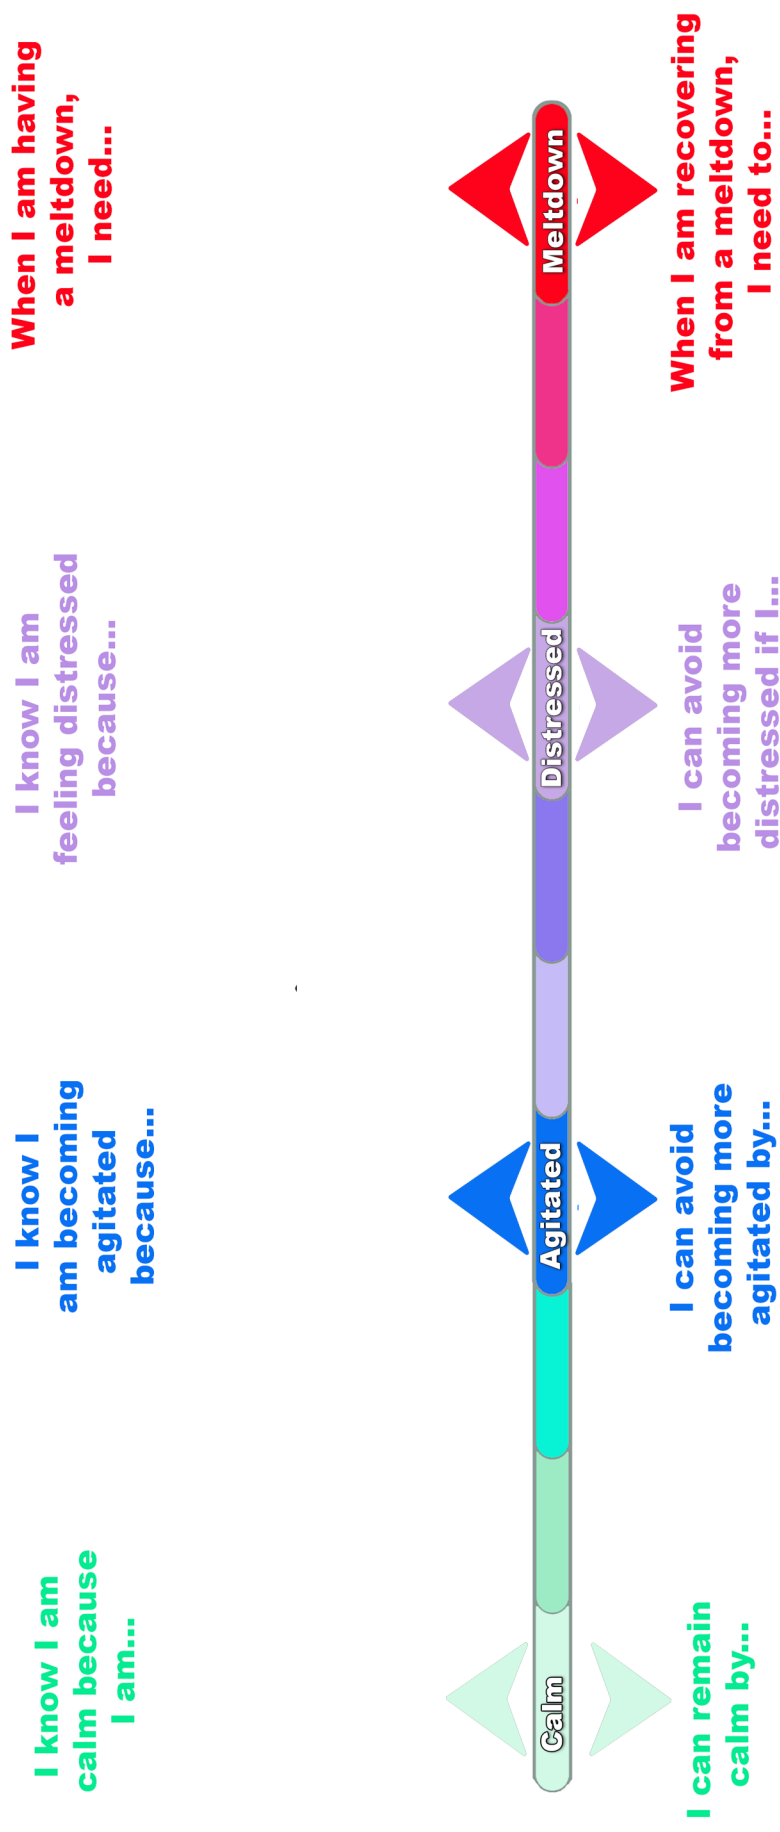 I know I am
calm because
I am...
I know I
am becoming
agitated
because...
I know I am
feeling distressed
because...
When I am having
a meltdown,
I need...
Calm
Agitated
Distressed
Meltdown
I can remain
calm by...
I can avoid
becoming more
agitated by...
I can avoid
becoming more
distressed if I...
When I am recovering
from a meltdown,
I need to...